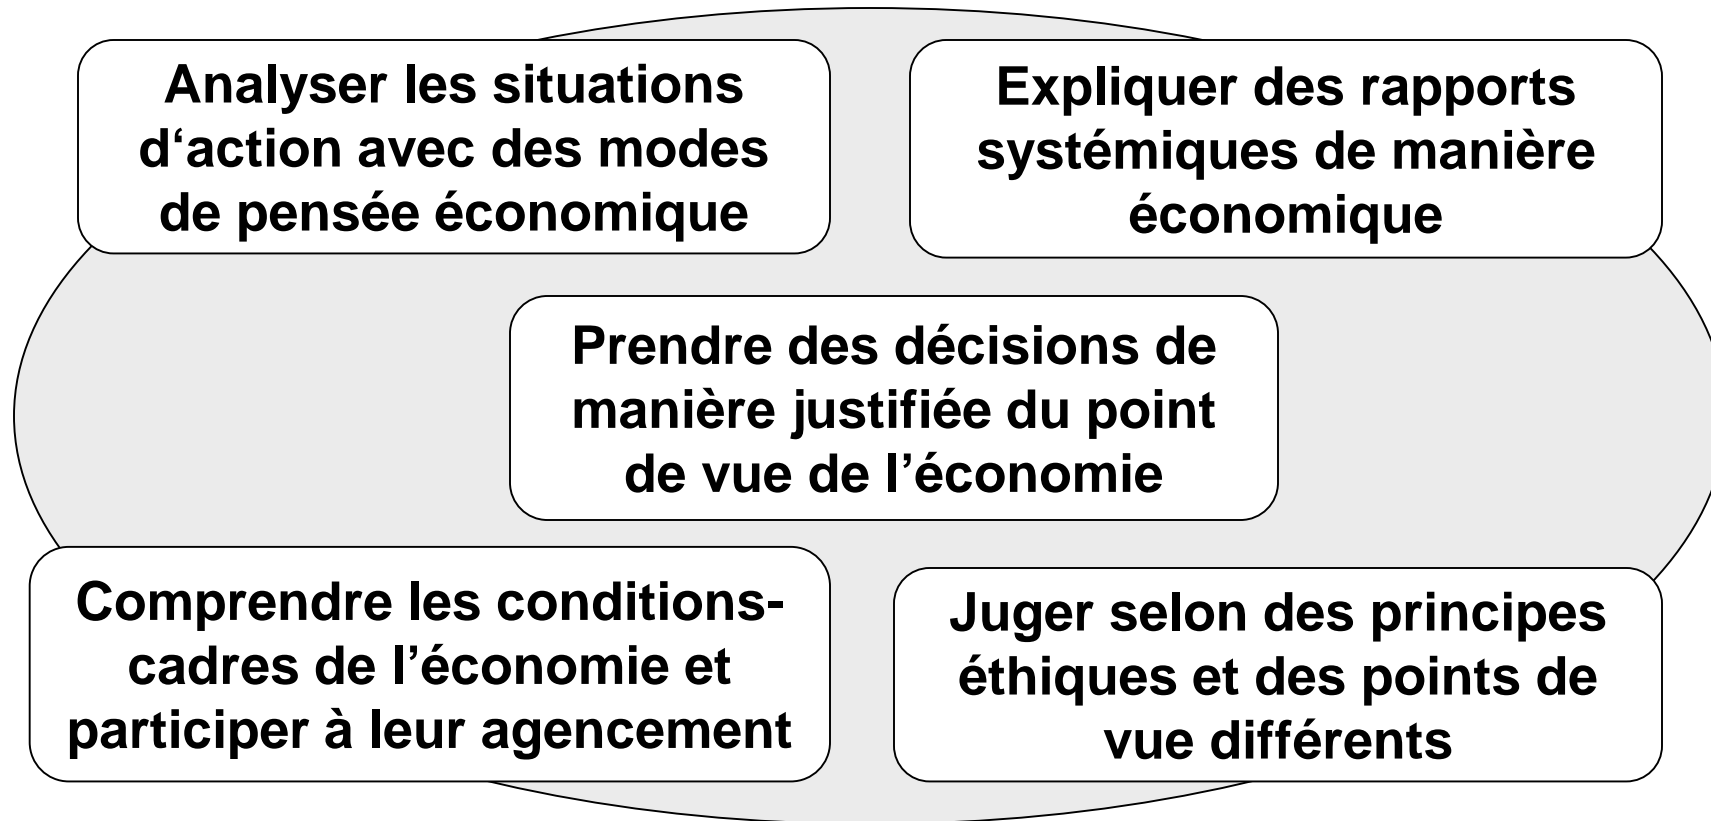 Analyser les situations
d‘action avec des modes
de pensée économique
Expliquer des rapports
systémiques de manière
économique
Prendre des décisions de
manière justifiée du point
de vue de l’économie
Comprendre les conditions-
cadres de l’économie et
participer à leur agencement
Juger selon des principes
éthiques et des points de
vue différents